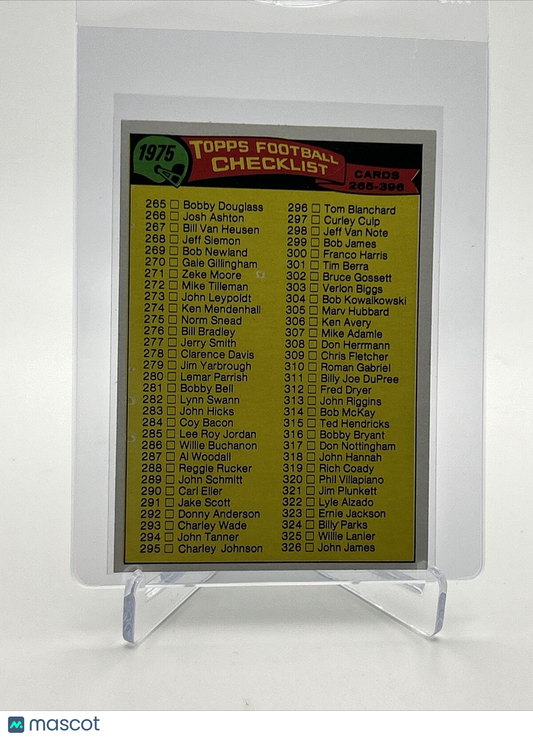 1975
TOPPS FOOTBALL
CHECKLIST
CARDS
265-396
265 Bobby Douglass
266 Josh Ashton
267 Bill Van Heusen
268 Jeff Siemon
269 Bob Newland
270 Gale Gillingham
271 Zeke Moore
272 Mike Tilleman
273 John Leypoldt
274 Ken Mendenhall
275 Norm Snead
276 Bill Bradley
277 Jerry Smith
278 Clarence Davis
279 Jim Yarbrough
280 Lemar Parrish
281 Bobby Bell
282 Lynn Swann
283 John Hicks
284 Coy Bacon
285 Lee Roy Jordan
286 Willie Buchanon
287 Al Woodall
288 Reggie Rucker
289 John Schmitt
290 Carl Eller
291 Jake Scott
292 Donny Anderson
293 Charley Wade
294 John Tanner
295 Charley Johnson
296 Tom Blanchard
297 Curley Culp
298 Jeff Van Note
299 Bob James
300 Franco Harris
301 Tim Berra
302 Bruce Gossett
303 Verlon Biggs
304 Bob Kowalkowski
305 Marv Hubbard
306 Ken Avery
307 Mike Adamle
308 Don Herrmann
309 Chris Fletcher
310 Roman Gabriel
311 Billy Joe DuPree
312 Fred Dryer
313 John Riggins
314 Bob McKay
315 Ted Hendricks
316 Bobby Bryant
317 Don Nottingham
318 John Hannah
319 Rich Coady
320 Phil Villapiano
321 Jim Plunkett
322 Lyle Alzado
323 Ernie Jackson
324 Billy Parks
325 Willie Lanier
326 John James
mascot